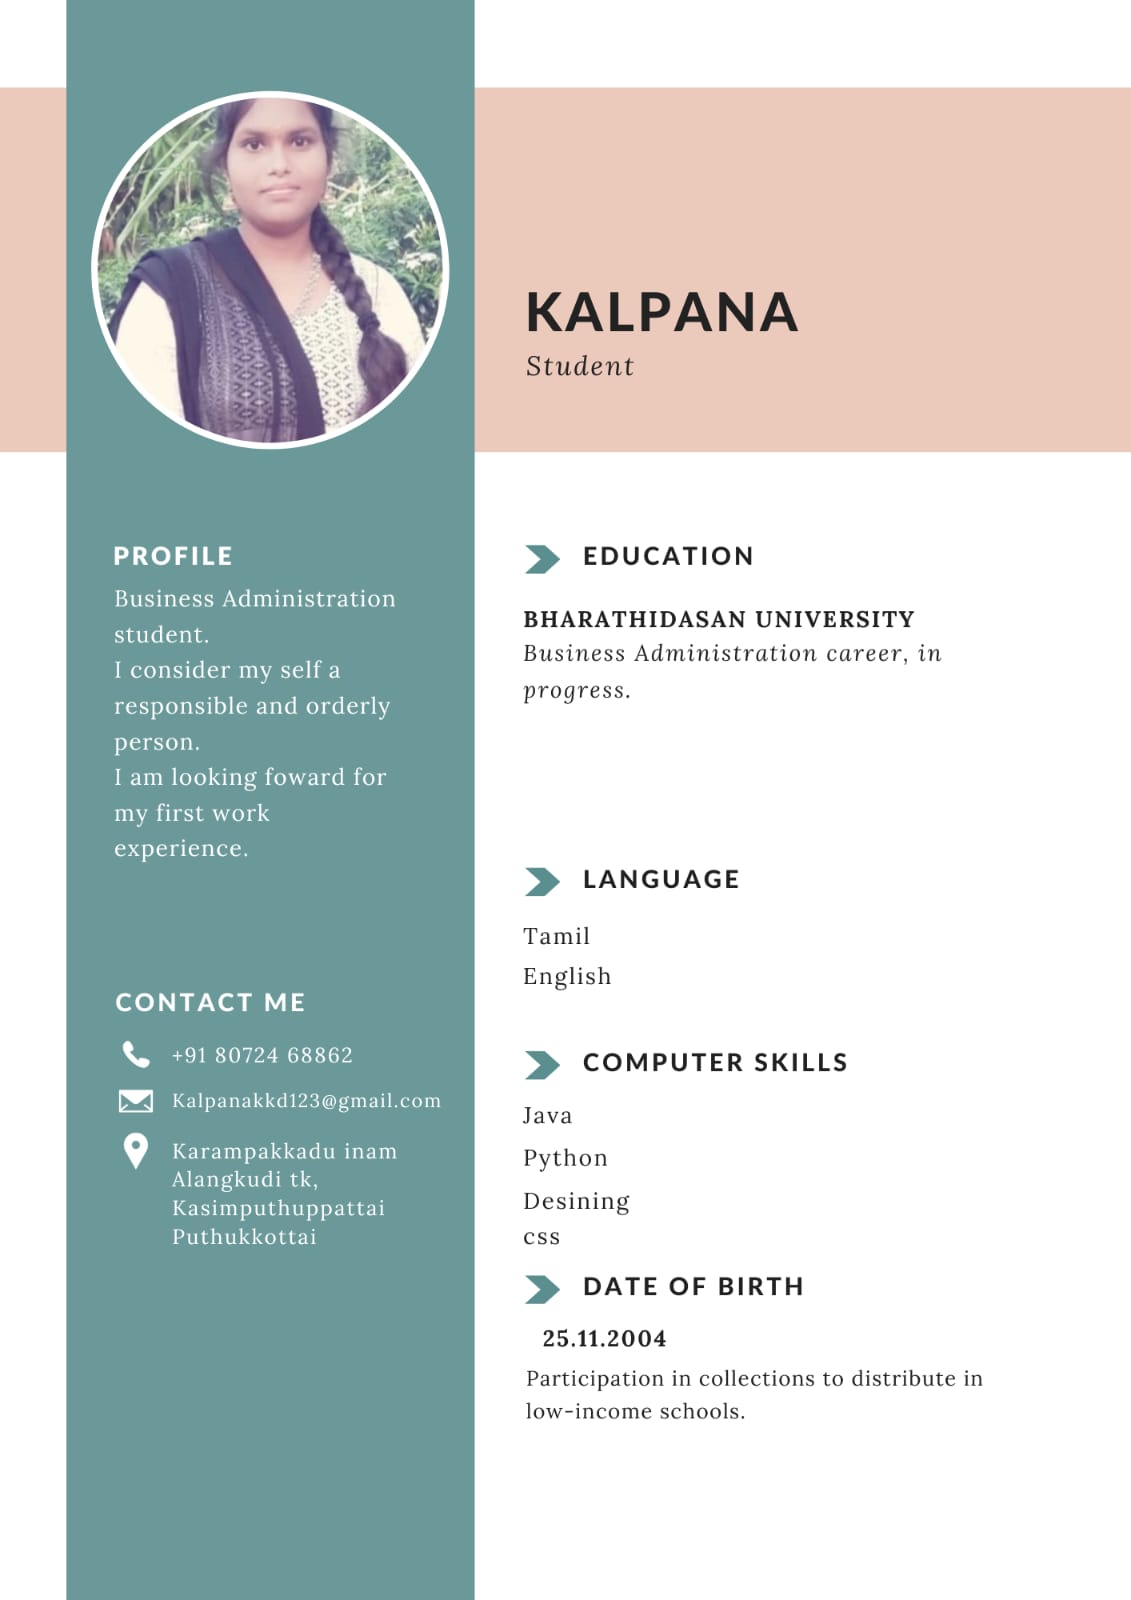 KALPANA
Student
PROFILE
Business Administration
student.
I consider my self a
responsible and orderly
person.
I am looking foward for
my first work
experience.
CONTACT ME
+91 80724 68862
Kalpanakkd123@gmail.com
Karampakkadu inam
Alangkudi tk,
Kasimputhuppattai
Puthukkottai
EDUCATION
BHARATHIDASAN UNIVERSITY
Business Administration career, in
progress.
LANGUAGE
Tamil
English
COMPUTER SKILLS
Java
Python
Desining
css
DATE OF BIRTH
25.11.2004
Participation in collections to distribute in
low-income schools.